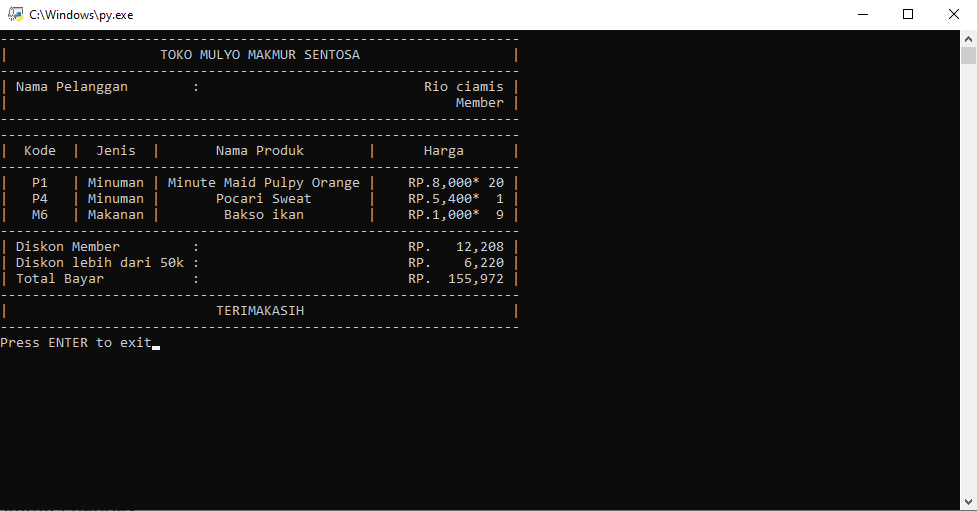 C:\Windows\py.exe
-----------------------------------------------------------------
|                   TOKO MULYO MAKMUR SENTOSA                   |
-----------------------------------------------------------------
| Nama Pelanggan        :                            Rio ciamis |
|                                                        Member |
-----------------------------------------------------------------
-----------------------------------------------------------------
|  Kode  |  Jenis  |       Nama Produk        |      Harga      |
-----------------------------------------------------------------
|   P1   | Minuman | Minute Maid Pulpy Orange |    RP.8,000* 20 |
|   P4   | Minuman |       Pocari Sweat       |    RP.5,400*  1 |
|   M6   | Makanan |        Bakso ikan        |    RP.1,000*  9 |
-----------------------------------------------------------------
| Diskon Member         :                          RP.   12,208 |
| Diskon lebih dari 50k :                          RP.    6,220 |
| Total Bayar           :                          RP.  155,972 |
-----------------------------------------------------------------
|                          TERIMAKASIH                          |
-----------------------------------------------------------------
Press ENTER to exit